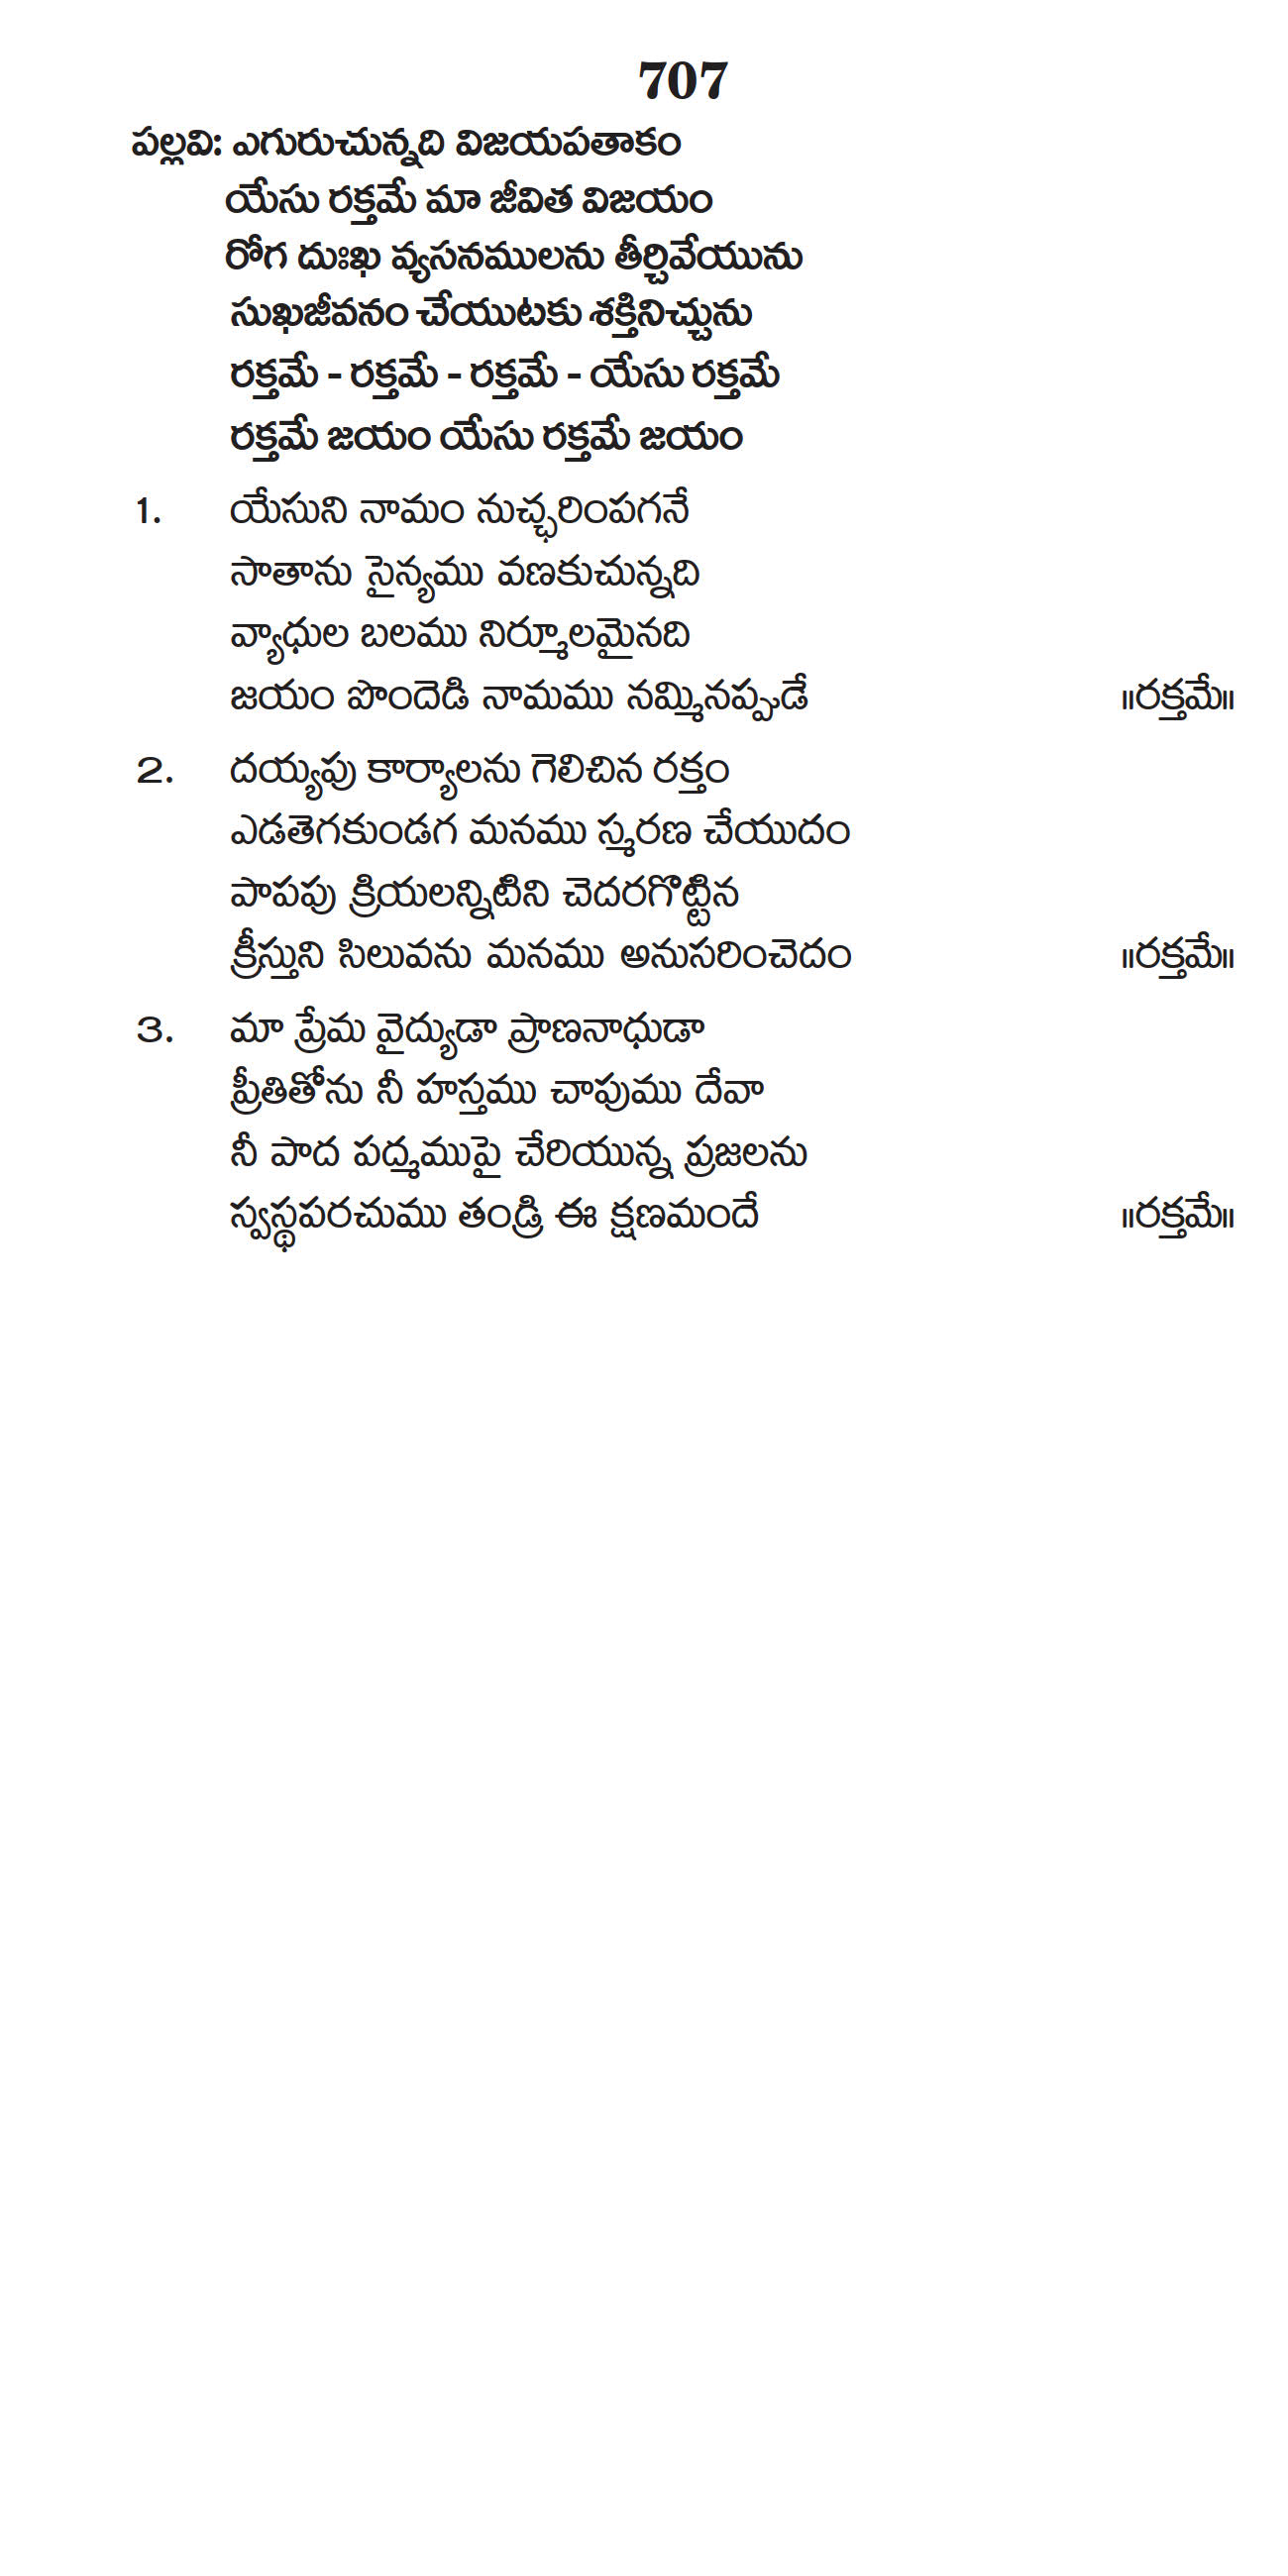 707
పల్లవి: ఎగురుచున్నది విజయపతాకం
యేసు రక్తమే మా జీవిత విజయం
రోగ దుఃఖ వ్యసనములను తీర్చివేయును
సుఖజీవనం చేయుటకు శక్తినిచ్చును
రక్తమే - రక్తమే - రక్తమే - యేసు రక్తమే
రక్తమే జయం యేసు రక్తమే జయం
1. యేసుని నామం నుచ్ఛరింపగనే
సాతాను సైన్యము వణకుచున్నది
వ్యాధుల బలము నిర్మూలమైనది
జయం పొందెడి నామము నమ్మినప్పుడే ॥రక్తమే॥
2. దయ్యపు కార్యాలను గెలిచిన రక్తం
ఎడతెగకుండగ మనము స్మరణ చేయుదం
పాపపు క్రియలన్నిటిని చెదరగొట్టిన
క్రీస్తుని సిలువను మనము అనుసరించెదం ॥రక్తమే॥
3. మా ప్రేమ వైద్యుడా ప్రాణనాధుడా
ప్రీతితోను నీ హస్తము చాపుము దేవా
నీ పాద పద్మముపై చేరియున్న ప్రజలను
స్వస్థపరచుము తండ్రి ఈ క్షణమందే ॥రక్తమే॥